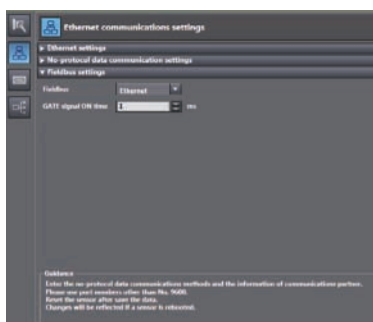 Ethernet communications settings
▶ Ethernet settings
▶ No-protocol data communication settings
▼ Fieldbus settings
Fieldbus Ethernet
GATE signal ON time 1 ms
Guidance
Enter the no-protocol data communications methods and the information of communications partner.
Please use port numbers other than No. 9600.
Reset the sensor after save the data.
Changes will be reflected if a sensor is rebooted.